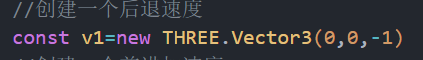 //创建一个后退速度
const v1=new THREE.Vector3(0,0,-1)